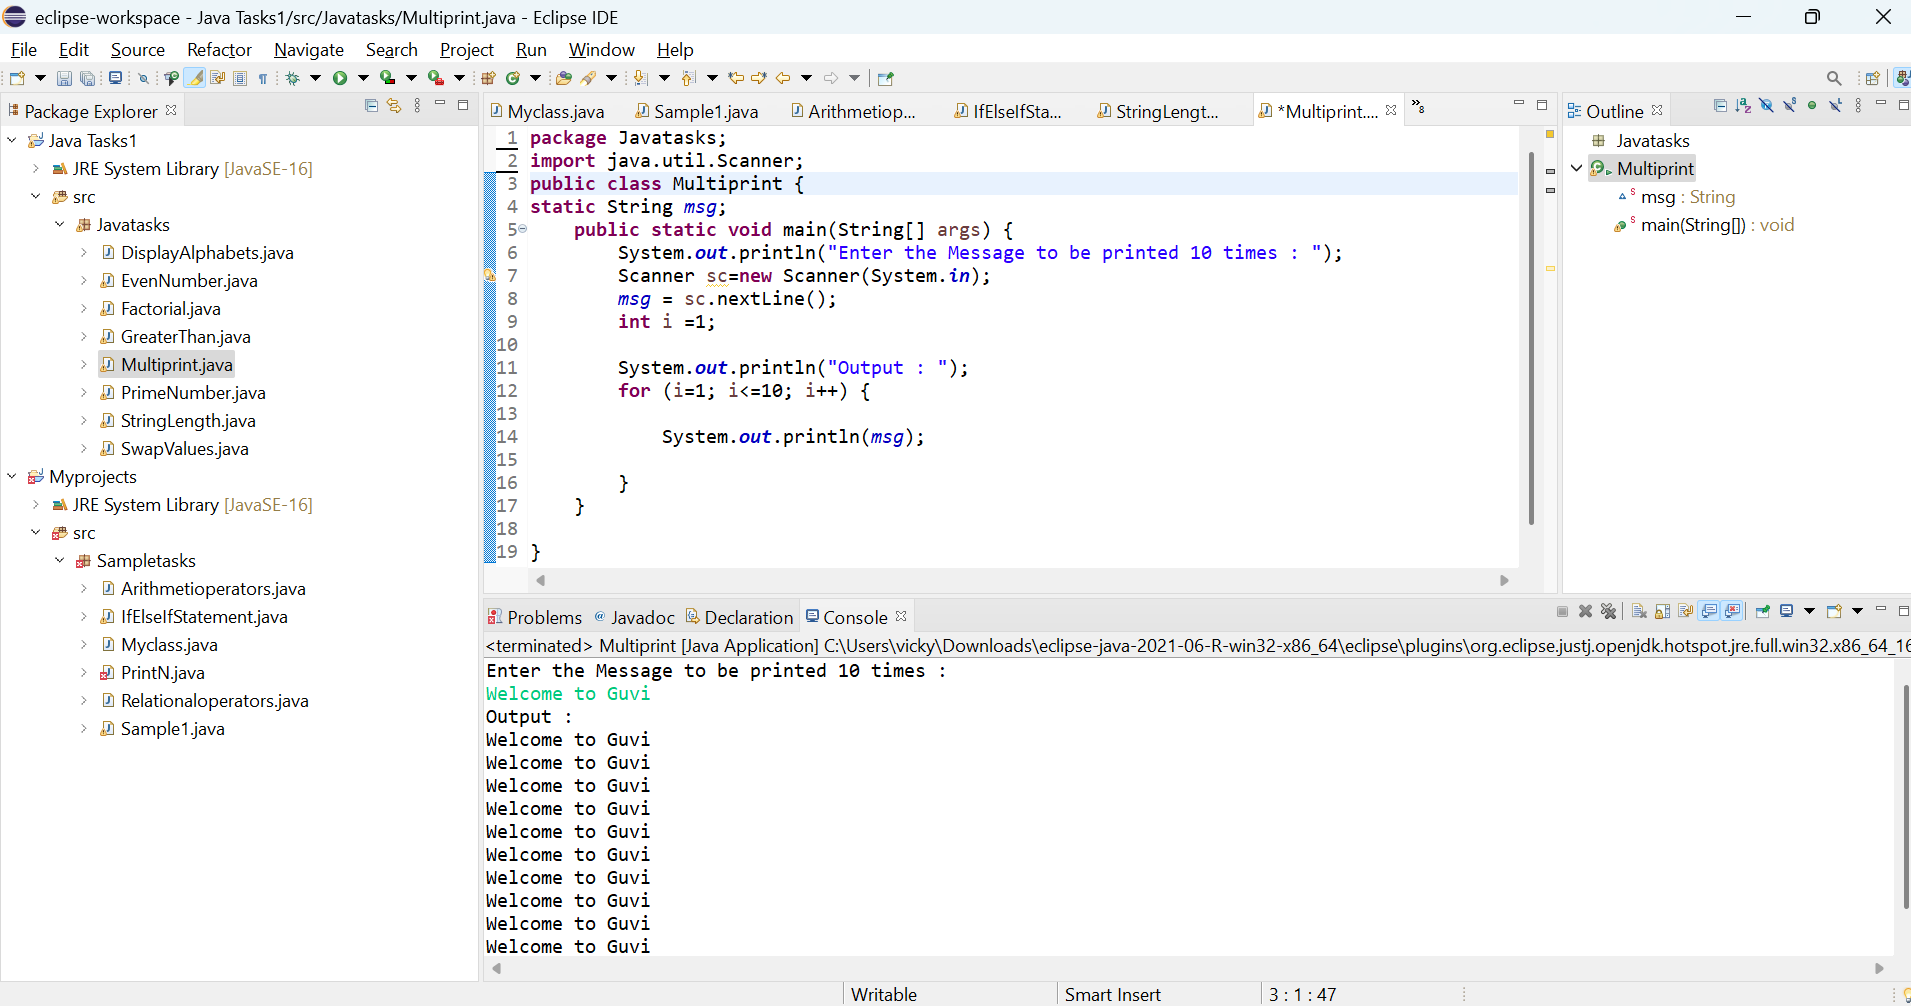 eclipse-workspace - Java Tasks1/src/Javatasks/Multiprint.java - Eclipse IDE
File Edit Source Refactor Navigate Search Project Run Window Help
Package Explorer
Java Tasks1
JRE System Library [JavaSE-16]
src
Javatasks
DisplayAlphabets.java
EvenNumber.java
Factorial.java
GreaterThan.java
Multiprint.java
PrimeNumber.java
StringLength.java
SwapValues.java
Myprojects
JRE System Library [JavaSE-16]
src
Sampletasks
Arithmetioperators.java
IfElseIfStatement.java
Myclass.java
PrintN.java
Relationaloperators.java
Sample1.java
Myclass.java Sample1.java Arithmetiop... IfElseIfSta... StringLengt... *Multiprint.... »8
1 package Javatasks;
2 import java.util.Scanner;
3 public class Multiprint {
4 static String msg;
5 public static void main(String[] args) {
6 System.out.println("Enter the Message to be printed 10 times : ");
7 Scanner sc=new Scanner(System.in);
8 msg = sc.nextLine();
9 int i =1;
10
11 System.out.println("Output : ");
12 for (i=1; i<=10; i++) {
13
14 System.out.println(msg);
15
16 }
17 }
18
19 }
Outline
Javatasks
Multiprint
msg : String
main(String[]) : void
Problems Javadoc Declaration Console
<terminated> Multiprint [Java Application] C:\Users\vicky\Downloads\eclipse-java-2021-06-R-win32-x86_64\eclipse\plugins\org.eclipse.justj.openjdk.hotspot.jre.full.win32.x86_64_16
Enter the Message to be printed 10 times :
Welcome to Guvi
Output :
Welcome to Guvi
Welcome to Guvi
Welcome to Guvi
Welcome to Guvi
Welcome to Guvi
Welcome to Guvi
Welcome to Guvi
Welcome to Guvi
Welcome to Guvi
Welcome to Guvi
Writable Smart Insert 3 : 1 : 47